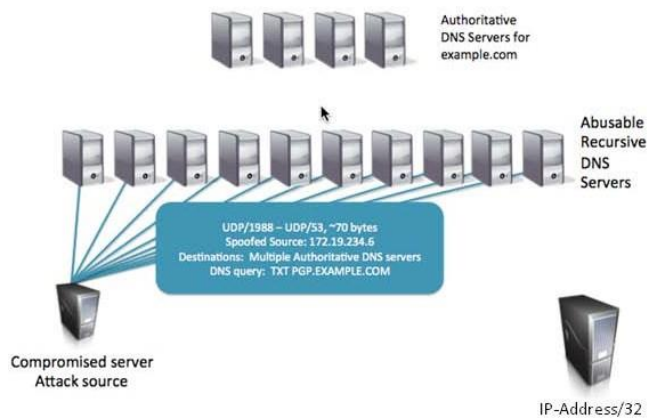 Authoritative
DNS Servers for
example.com
Abusable
Recursive
DNS
Servers
UDP/1988 – UDP/53, ~70 bytes
Spoofed Source: 172.19.234.6
Destinations: Multiple Authoritative DNS servers
DNS query: TXT PGP.EXAMPLE.COM
Compromised server
Attack source
IP-Address/32